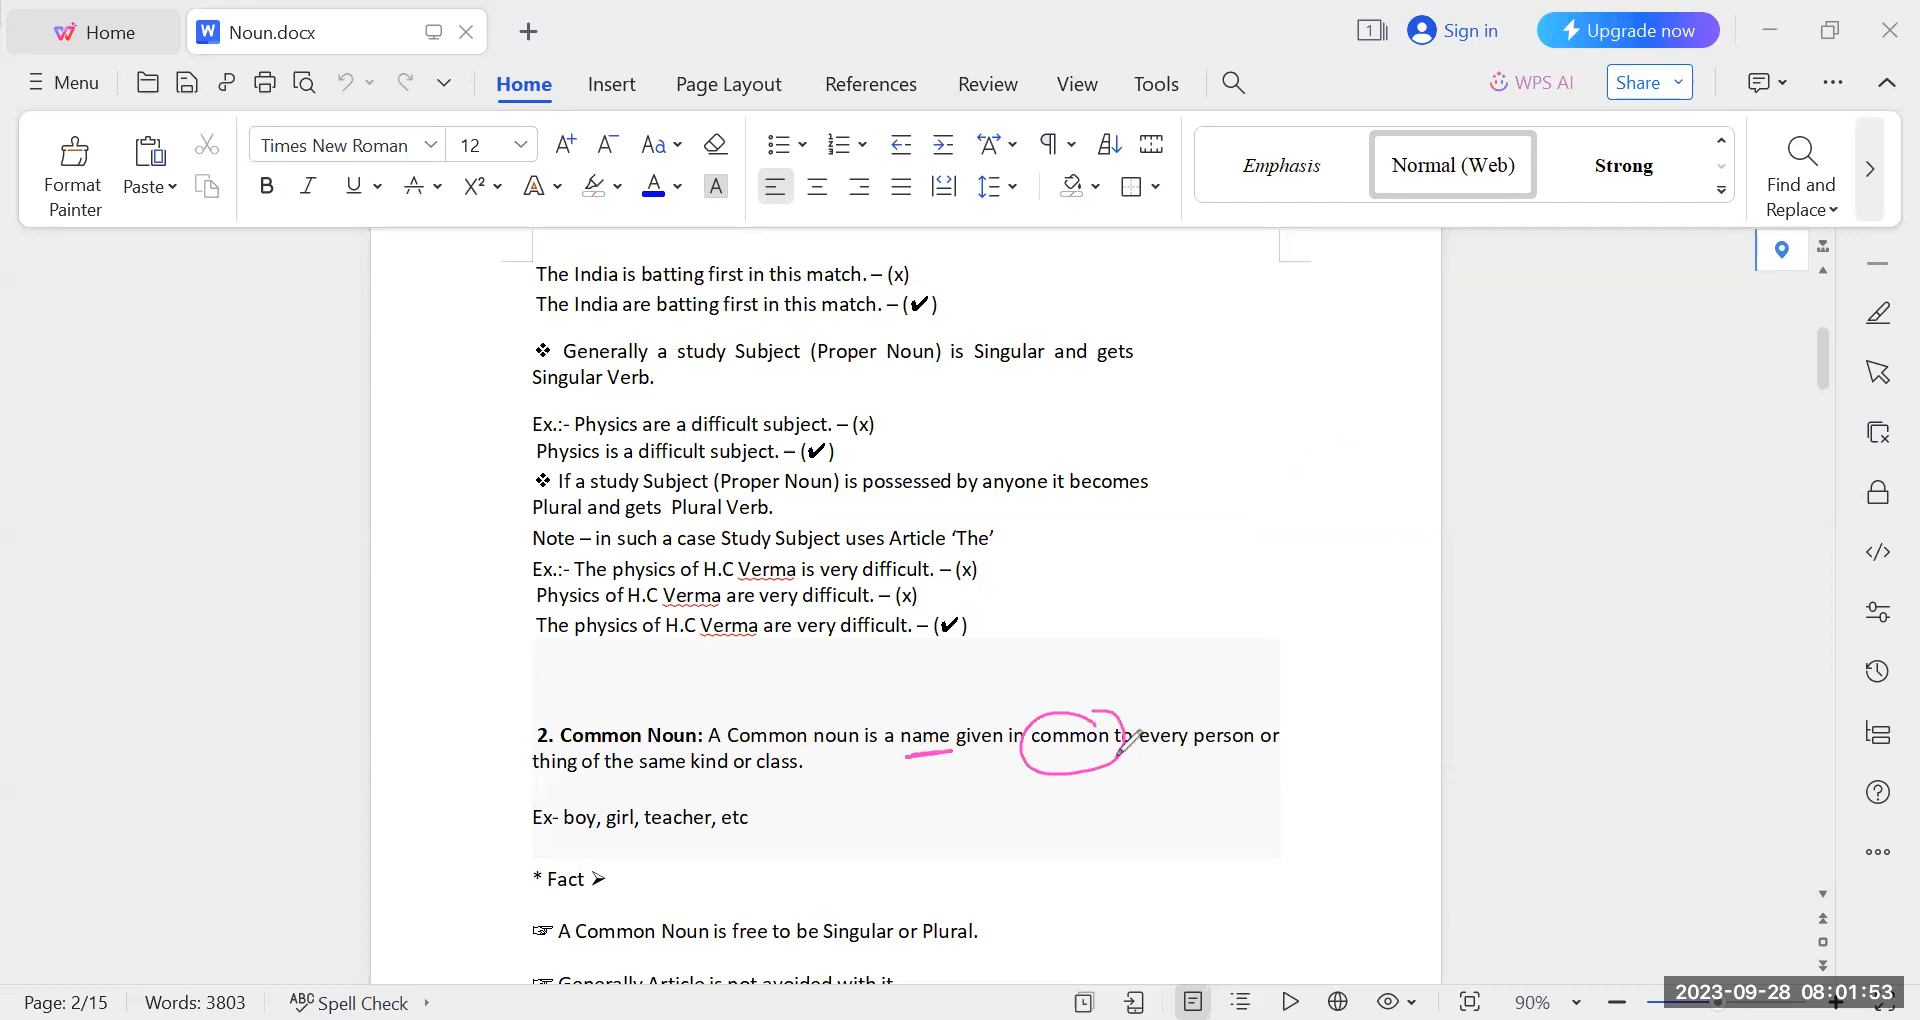 Home
Noun.docx
1
Sign in
Upgrade now
Menu
Home
Insert
Page Layout
References
Review
View
Tools
WPS AI
Share
Format
Painter
Paste
Times New Roman
12
Emphasis
Normal (Web)
Strong
Find and
Replace
The India is batting first in this match. – (x)
The India are batting first in this match. – (✔)
❖ Generally a study Subject (Proper Noun) is Singular and gets
Singular Verb.
Ex.:- Physics are a difficult subject. – (x)
Physics is a difficult subject. – (✔)
❖ If a study Subject (Proper Noun) is possessed by anyone it becomes
Plural and gets Plural Verb.
Note – in such a case Study Subject uses Article ‘The’
Ex.:- The physics of H.C Verma is very difficult. – (x)
Physics of H.C Verma are very difficult. – (x)
The physics of H.C Verma are very difficult. – (✔)
2. Common Noun: A Common noun is a name given in common to every person or
thing of the same kind or class.
Ex- boy, girl, teacher, etc
* Fact ➢
☞ A Common Noun is free to be Singular or Plural.
☞ Generally Article is not avoided with it
Page: 2/15
Words: 3803
Spell Check
90%
2023-09-28 08:01:53